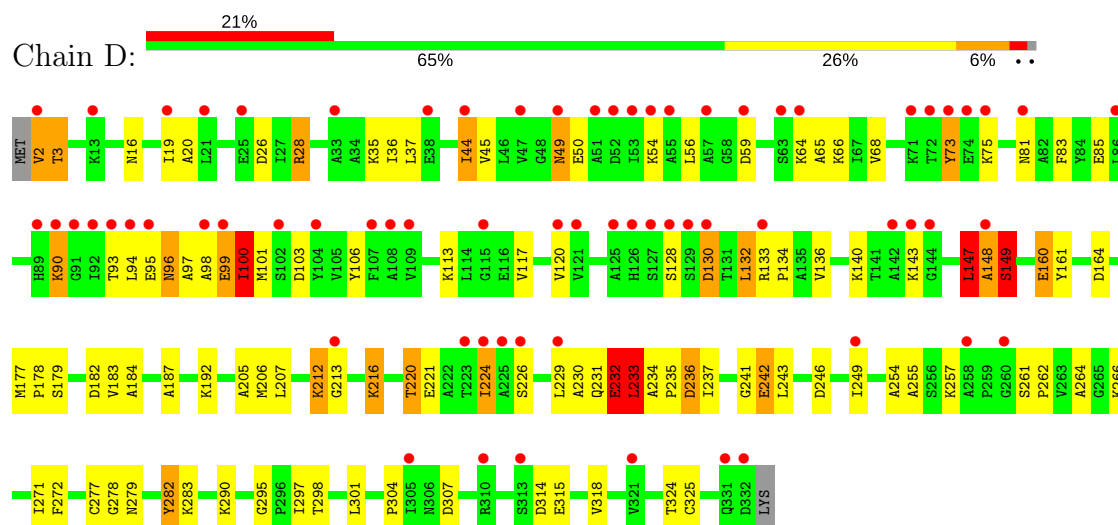 21%
Chain D:
65% 26% 6% • •
MET V2 T3 K13 N16 I19 A20 L21 E25 D26 I27 R28 A33 A34 K35 I36 L37 E38 I44 V45 L46 V47 G48 N49 E50 A51 D52 I53 K54 A55 L56 A57 G58 D59 S63 K64 A65 K66 I67 V68 K71 T72 Y73 E74 K75 N81 A82 F83 Y84 E85 L86
H89 K90 G91 I92 T93 L94 E95 N96 A97 A98 E99 I100 M101 S102 D103 Y104 V105 Y106 F107 A108 V109 K113 L114 G115 E116 V117 V120 V121 A125 H126 S127 S128 S129 D130 T131 L132 R133 P134 A135 V136 K140 T141 A142 K143 G144 L147 A148 S149 E160 Y161 D164
M177 P178 S179 D182 V183 A184 A187 K192 A205 M206 L207 K212 G213 K216 T220 E221 A222 T223 I224 A225 S226 L229 A230 Q231 E232 L233 A234 P235 D236 I237 G241 E242 L243 D246 I249 A254 A255 S256 K257 A258 P259 G260 S261 P262 V263 A264 G265 K266
I271 F272 C277 G278 N279 Y282 K283 K290 G295 P296 I297 T298 L301 P304 I305 N306 D307 R310 S313 D314 E315 V318 V321 T324 C325 Q331 D332 LYS